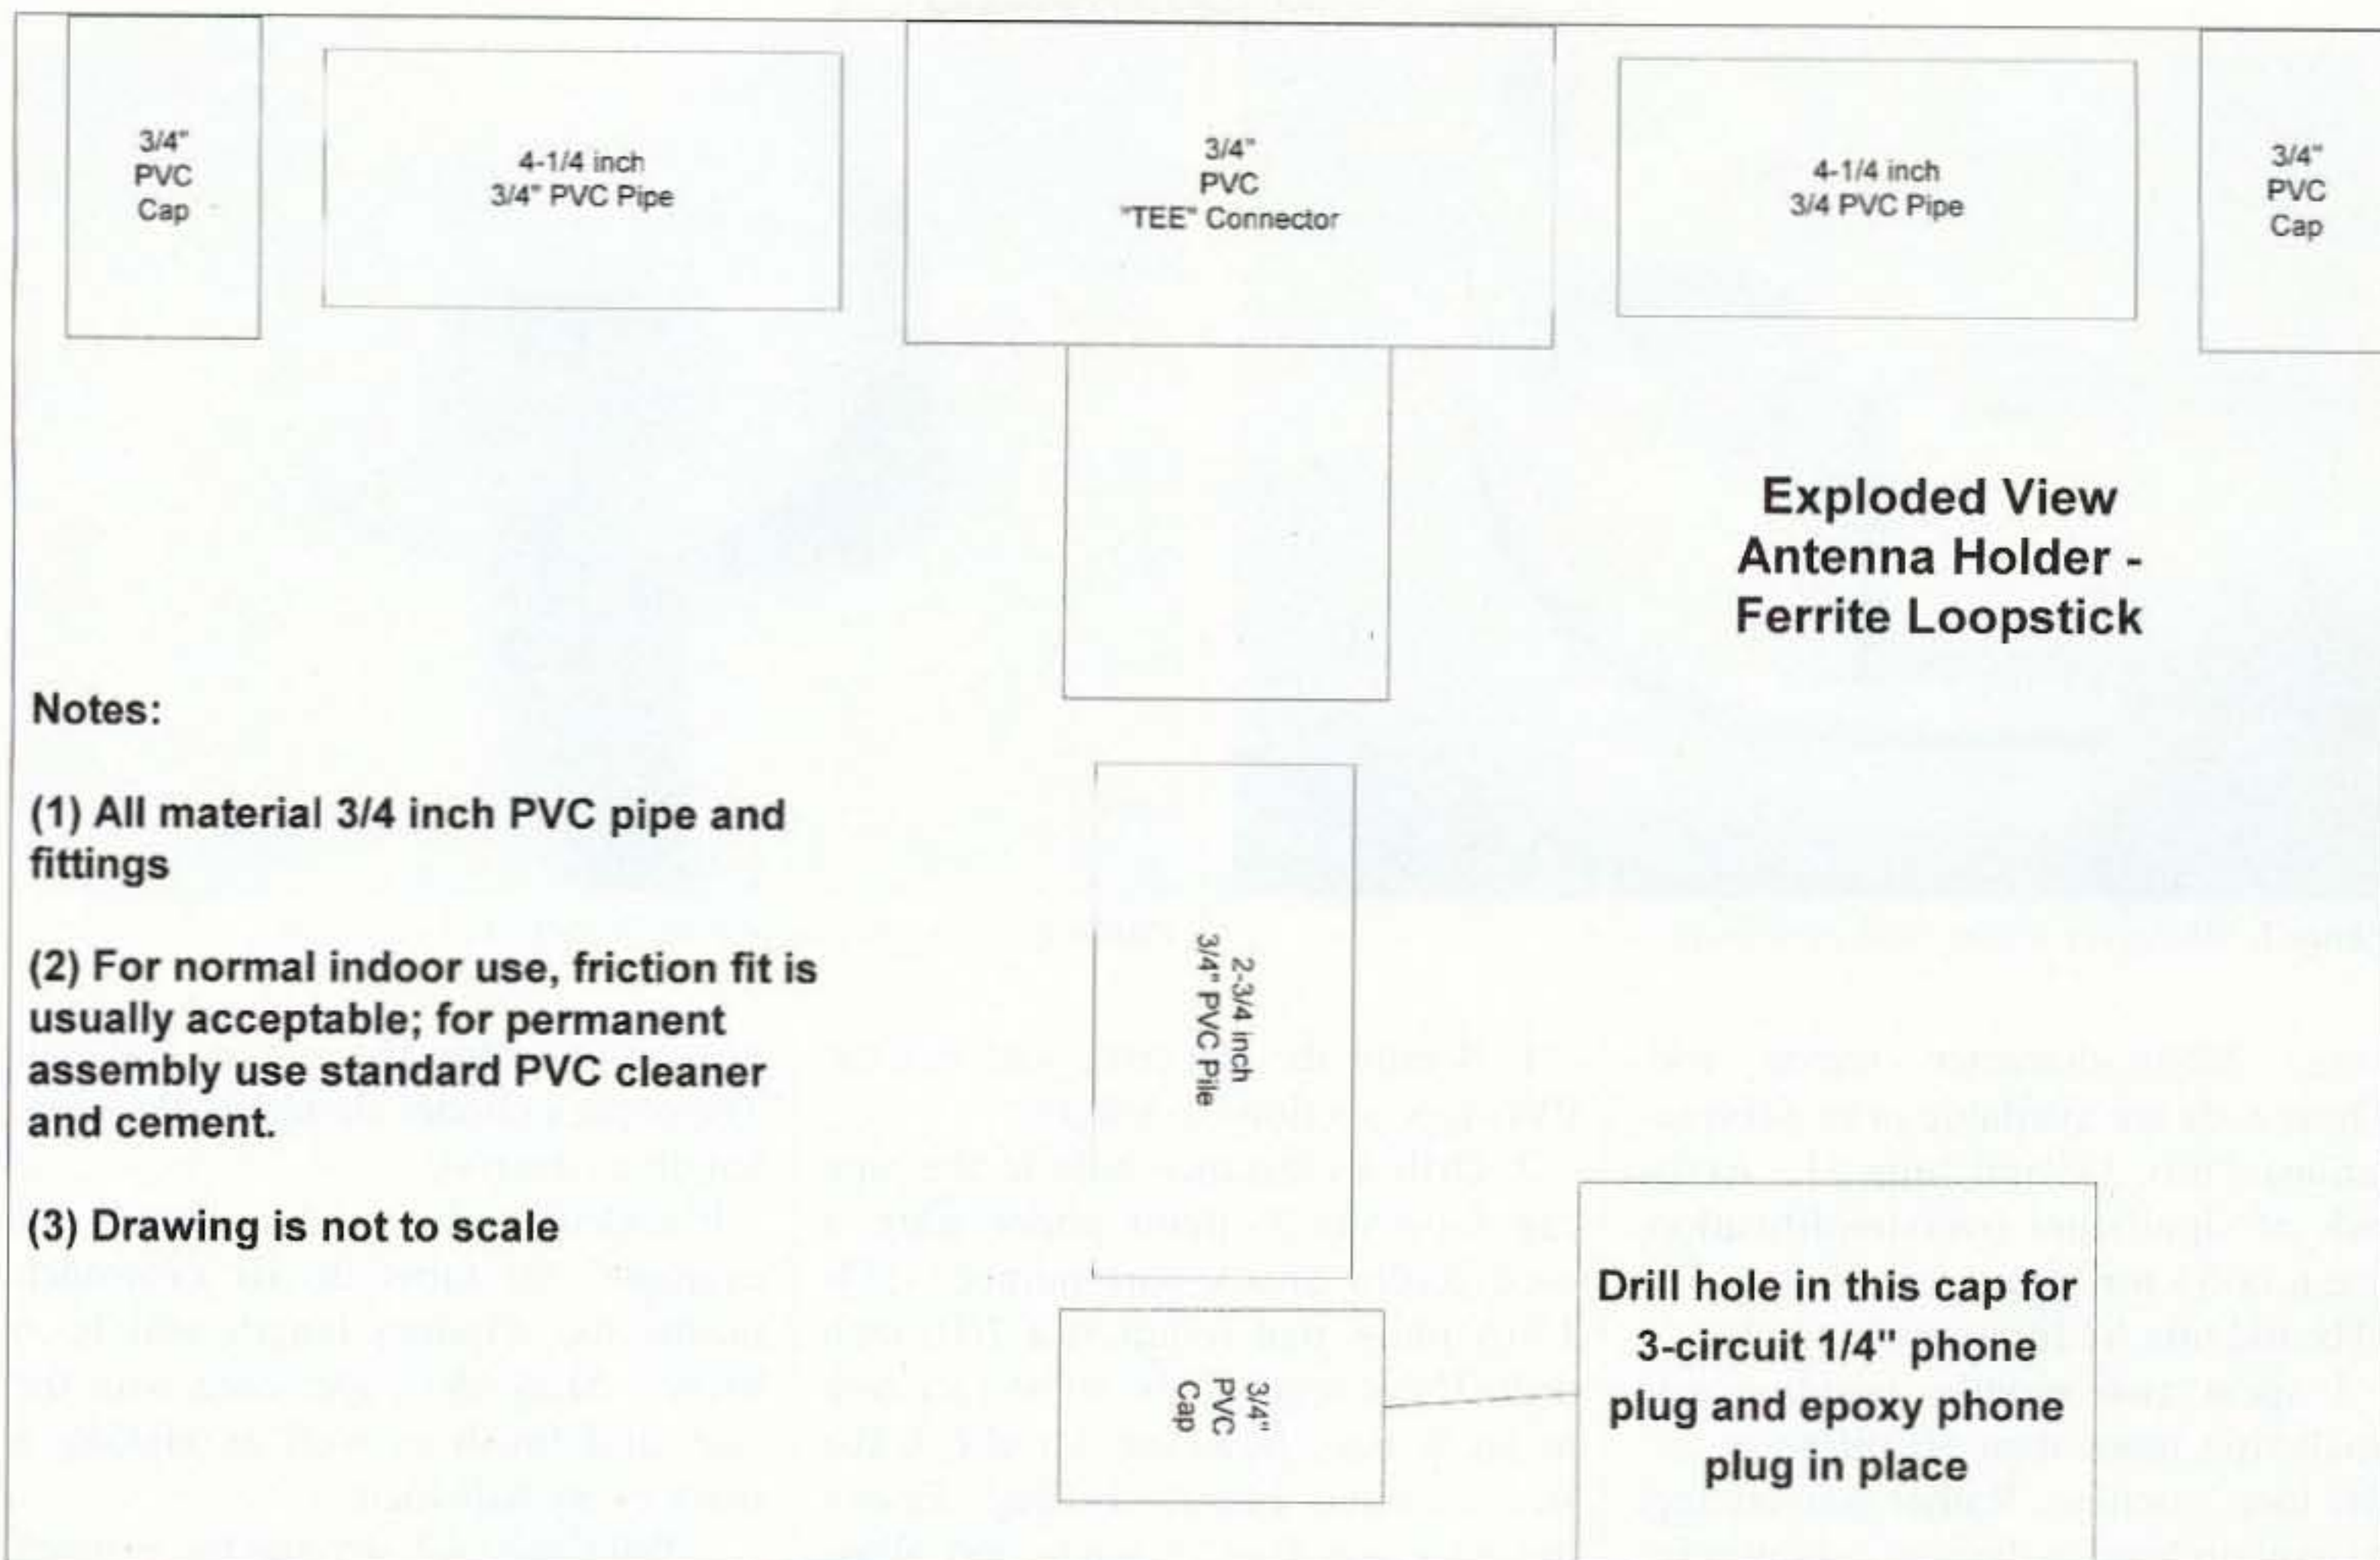 3/4"
PVC
Cap
4-1/4 inch
3/4" PVC Pipe
3/4"
PVC
"TEE" Connector
4-1/4 inch
3/4 PVC Pipe
3/4"
PVC
Cap
Exploded View
Antenna Holder -
Ferrite Loopstick
Notes:
(1) All material 3/4 inch PVC pipe and
fittings
(2) For normal indoor use, friction fit is
usually acceptable; for permanent
assembly use standard PVC cleaner
and cement.
(3) Drawing is not to scale
2-3/4 inch
3/4" PVC Pile
3/4"
PVC
Cap
Drill hole in this cap for
3-circuit 1/4" phone
plug and epoxy phone
plug in place